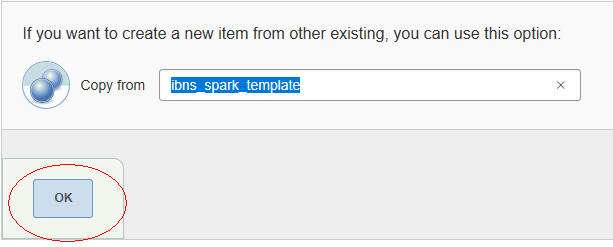 If you want to create a new item from other existing, you can use this option:
Copy from ibns_spark_template ×
OK